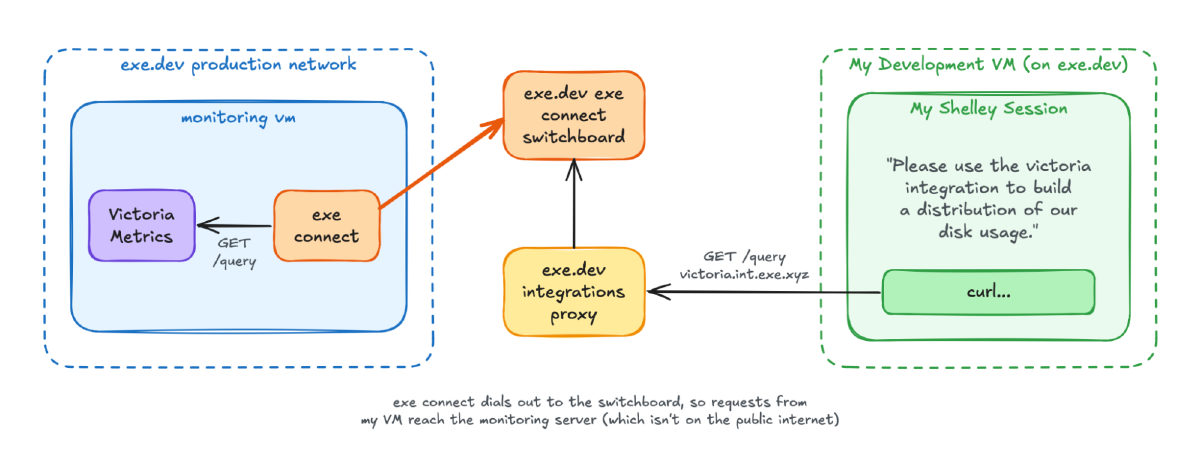 exe.dev production network
monitoring vm
Victoria
Metrics
GET
/query
exe
connect
exe.dev exe
connect
switchboard
exe.dev
integrations
proxy
GET /query
victoria.int.exe.xyz
My Development VM (on exe.dev)
My Shelley Session
"Please use the victoria
integration to build
a distribution of our
disk usage."
curl...
exe connect dials out to the switchboard, so requests from
my VM reach the monitoring server (which isn't on the public internet)